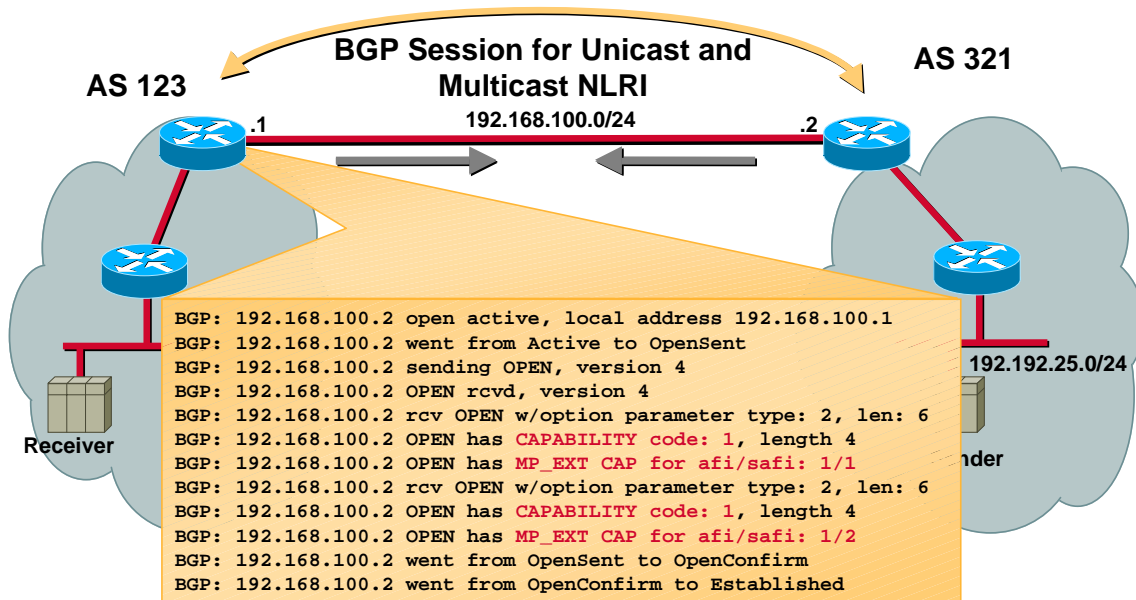 BGP Session for Unicast and
Multicast NLRI
AS 123
AS 321
.1
192.168.100.0/24
.2
BGP: 192.168.100.2 open active, local address 192.168.100.1
BGP: 192.168.100.2 went from Active to OpenSent
BGP: 192.168.100.2 sending OPEN, version 4
BGP: 192.168.100.2 OPEN rcvd, version 4
BGP: 192.168.100.2 rcv OPEN w/option parameter type: 2, len: 6
BGP: 192.168.100.2 OPEN has CAPABILITY code: 1, length 4
BGP: 192.168.100.2 OPEN has MP_EXT CAP for afi/safi: 1/1
BGP: 192.168.100.2 rcv OPEN w/option parameter type: 2, len: 6
BGP: 192.168.100.2 OPEN has CAPABILITY code: 1, length 4
BGP: 192.168.100.2 OPEN has MP_EXT CAP for afi/safi: 1/2
BGP: 192.168.100.2 went from OpenSent to OpenConfirm
BGP: 192.168.100.2 went from OpenConfirm to Established
192.192.25.0/24
Receiver